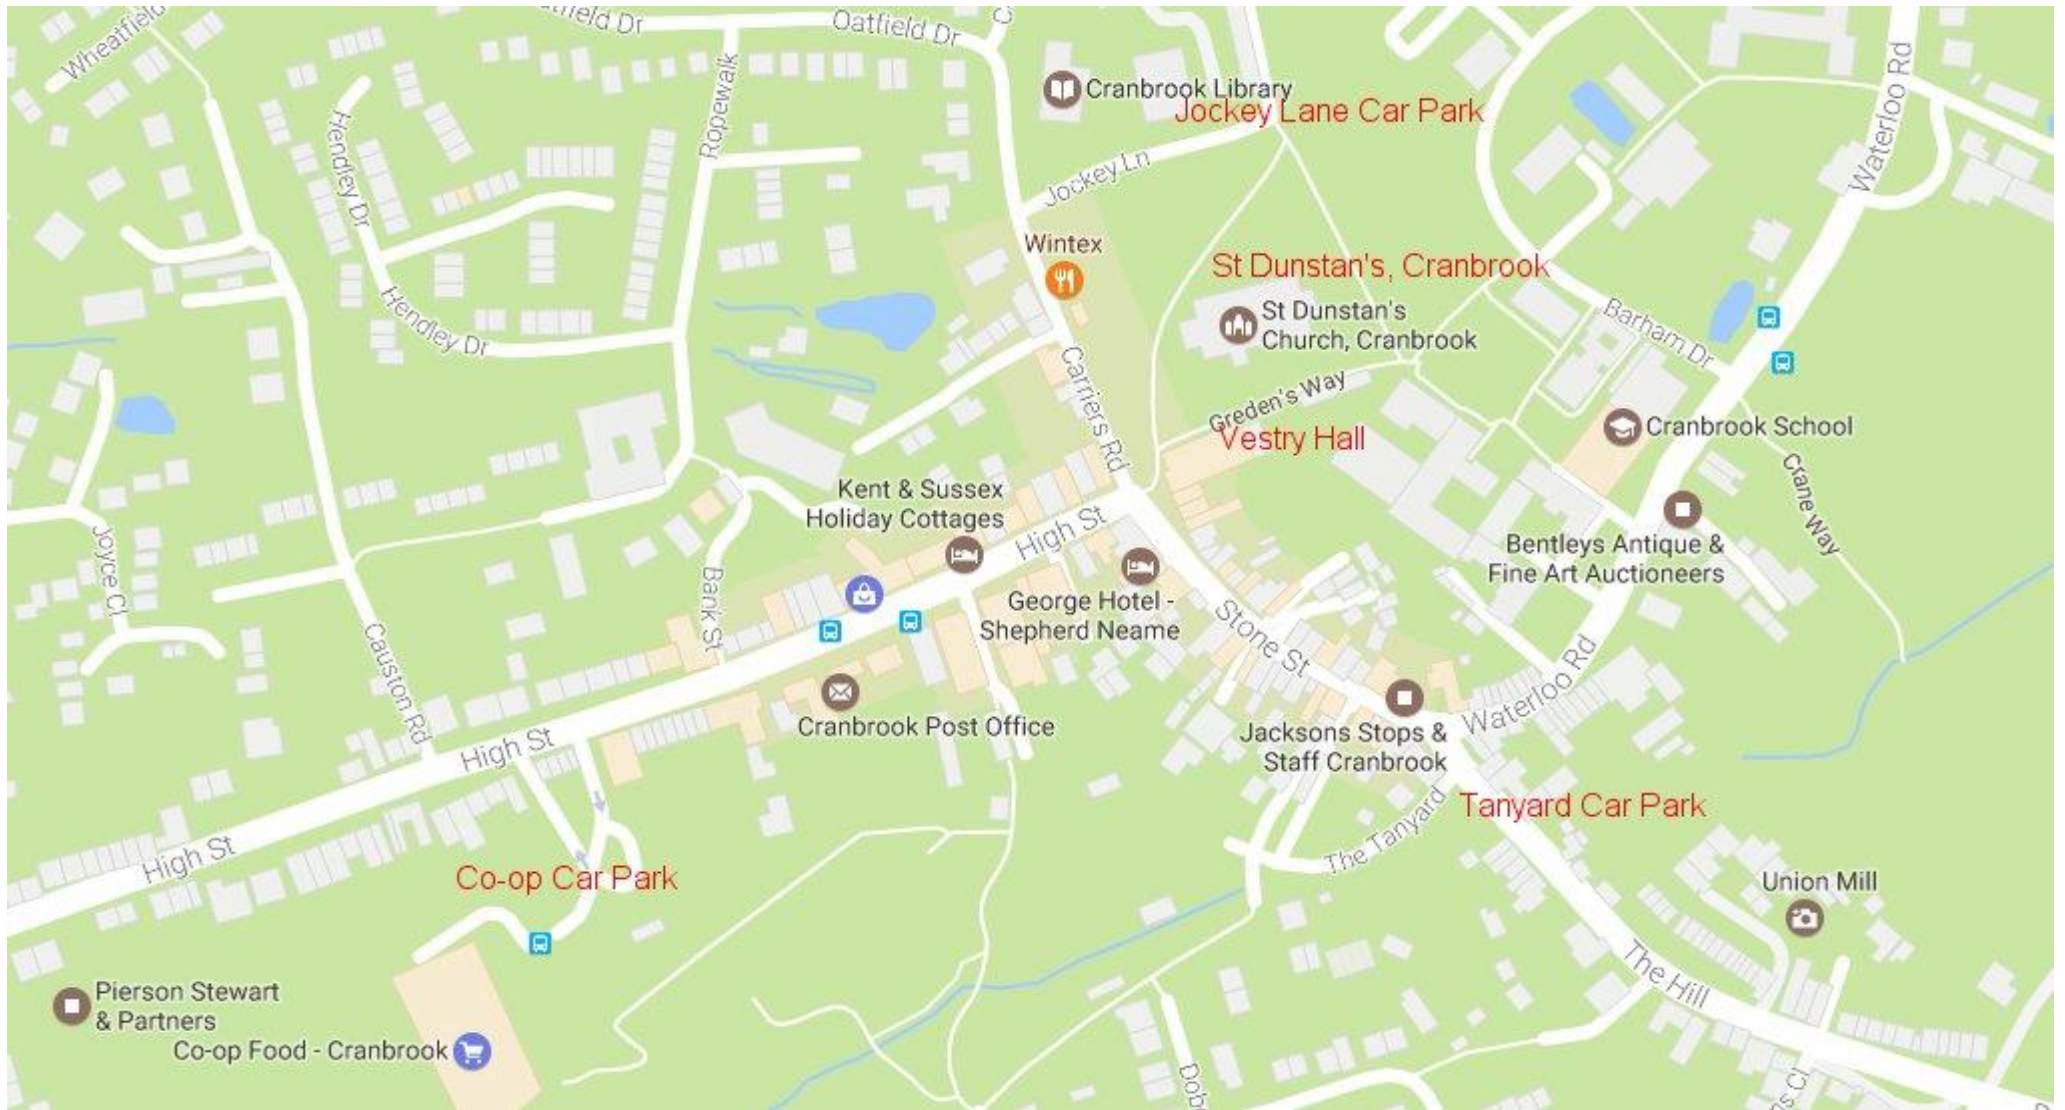 Wheatfield
Oatfield Dr
C
Ropewalk
Hendley Dr
Cranbrook Library
Jockey Lane Car Park
Waterloo Rd
Jockey Ln
Wintex
St Dunstan's, Cranbrook
St Dunstan's
Church, Cranbrook
Hendley Dr
Barham Dr
Carriers Rd
Greden's Way
Vestry Hall
Cranbrook School
Crane Way
Kent & Sussex
Holiday Cottages
High St
Bentleys Antique &
Fine Art Auctioneers
Joyce Cl
Bank St
George Hotel -
Shepherd Neame
Stone St
Causton Rd
Cranbrook Post Office
Waterloo Rd
Jacksons Stops &
Staff Cranbrook
High St
Tanyard Car Park
The Tanyard
High St
Co-op Car Park
Union Mill
The Hill
Pierson Stewart
& Partners
Co-op Food - Cranbrook
Dob
ns Cl